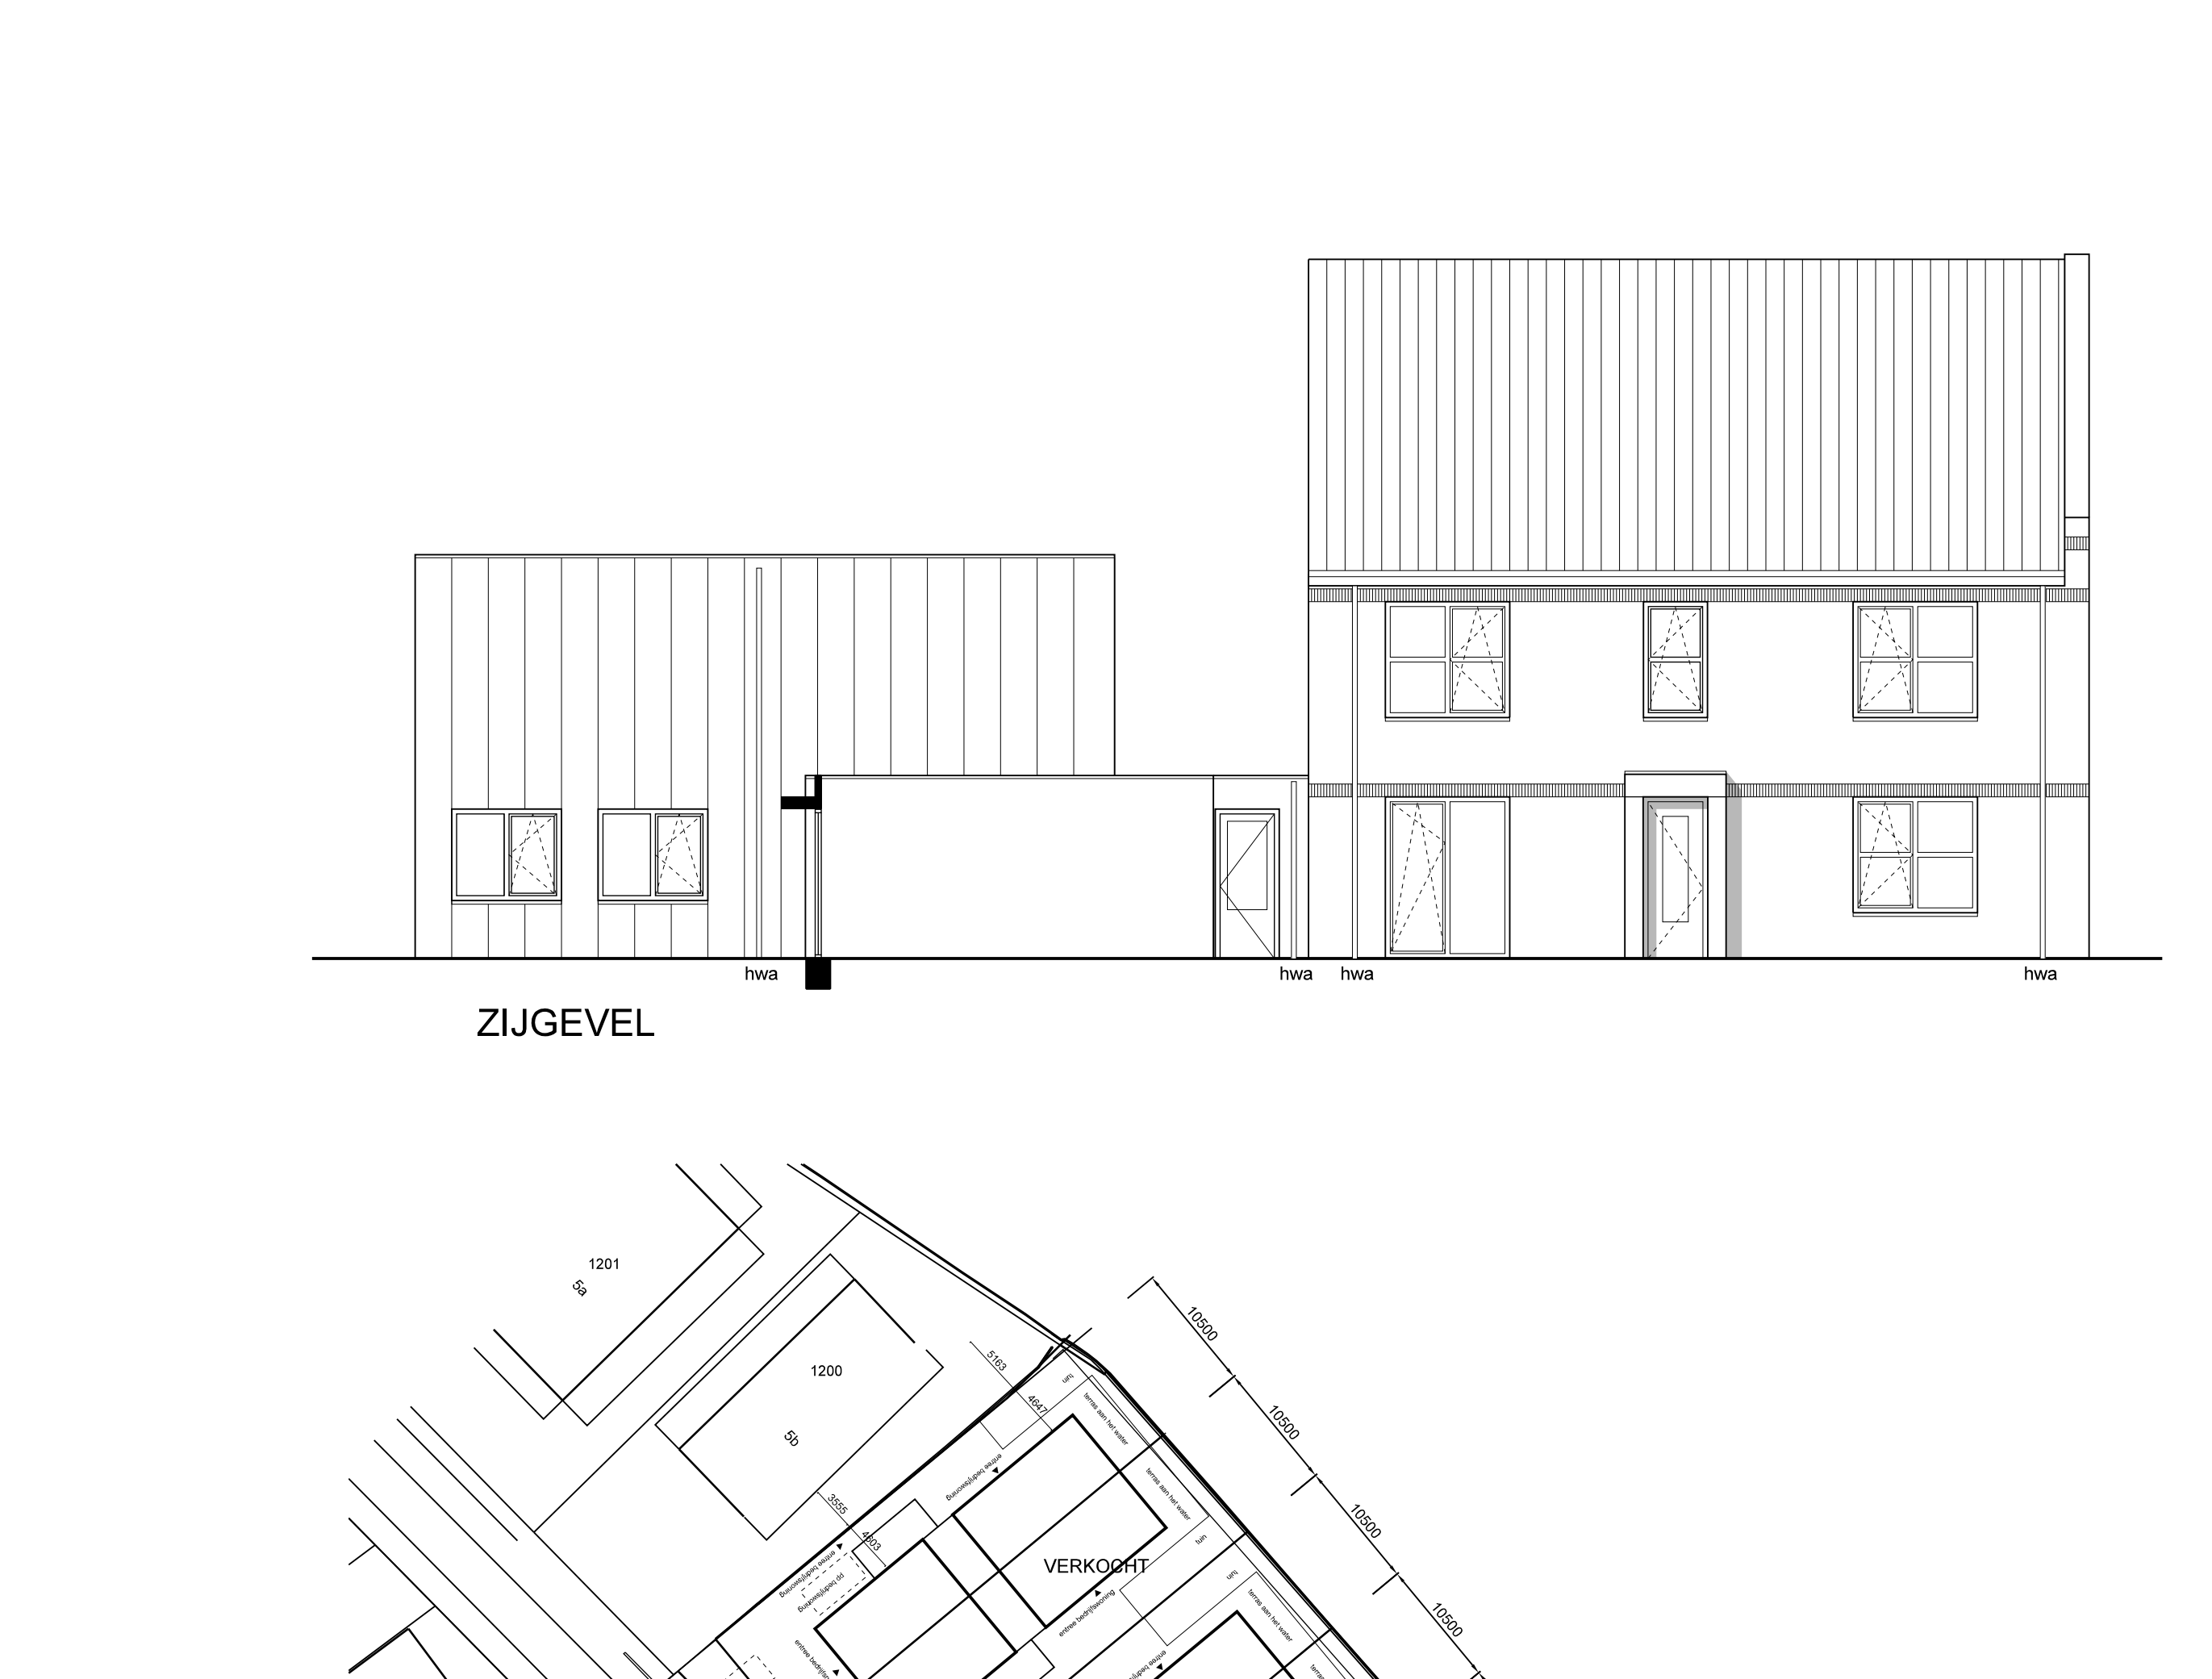 hwa
hwa
hwa
hwa
ZIJGEVEL
1201
5a
10500
5163
1200
tuin
4647
terras aan het water
10500
5b
entree bedrijfswoning
terras aan het water
3555
4603
10500
tuin
entree bedrijfswoning
VERKOCHT
pp bedrijfswoning
tuin
entree bedrijfswoning
terras aan het water
10500
entree